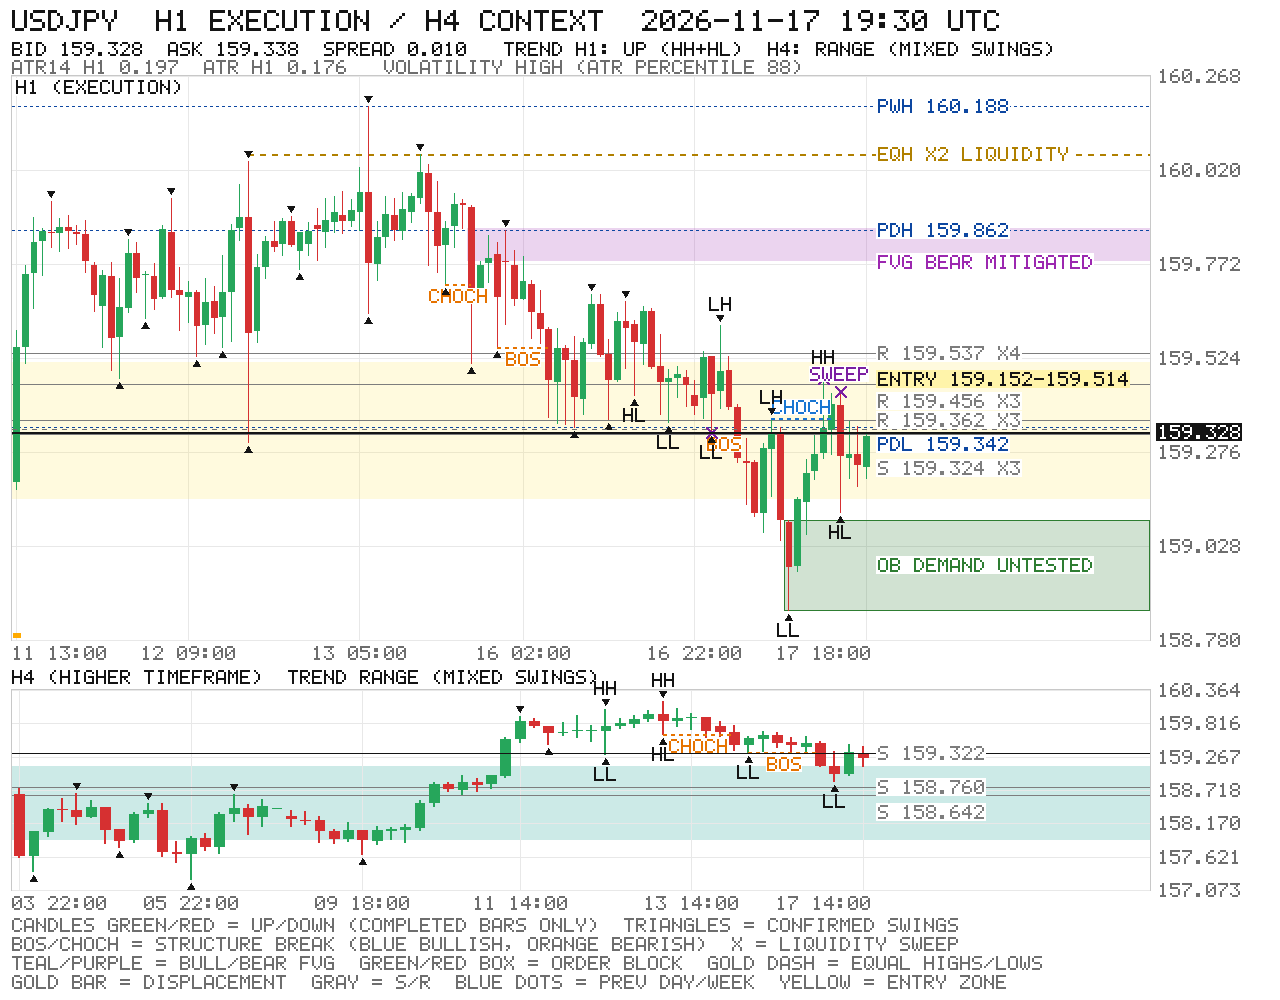 USDJPY  H1 EXECUTION / H4 CONTEXT  2026-11-17 19:30 UTC
BID 159.328  ASK 159.338  SPREAD 0.010  TREND H1: UP (HH+HL)  H4: RANGE (MIXED SWINGS)
ATR14 H1 0.197  ATR H1 0.176  VOLATILITY HIGH (ATR PERCENTILE 88)
H1 (EXECUTION)
160.268
PWH 160.188
EQH X2 LIQUIDITY
160.020
PDH 159.862
FVG BEAR MITIGATED
159.772
CHOCH
LH
R 159.537 X4
BOS
HH
159.524
SWEEP
ENTRY 159.152-159.514
LH
R 159.456 X3
CHOCH
HL
R 159.362 X3
159.328
LL
BOS
PDL 159.342
LL
159.276
S 159.324 X3
HL
159.028
OB DEMAND UNTESTED
LL
158.780
11 13:00  12 09:00  13 05:00  16 02:00  16 22:00  17 18:00
H4 (HIGHER TIMEFRAME)  TREND RANGE (MIXED SWINGS)
HH
HH
160.364
159.816
HL
CHOCH
S 159.322
159.267
LL
LL
BOS
S 158.760
158.718
LL
S 158.642
158.170
157.621
157.073
03 22:00  05 22:00  09 18:00  11 14:00  13 14:00  17 14:00
CANDLES GREEN/RED = UP/DOWN (COMPLETED BARS ONLY)  TRIANGLES = CONFIRMED SWINGS
BOS/CHOCH = STRUCTURE BREAK (BLUE BULLISH, ORANGE BEARISH)  X = LIQUIDITY SWEEP
TEAL/PURPLE = BULL/BEAR FVG  GREEN/RED BOX = ORDER BLOCK  GOLD DASH = EQUAL HIGHS/LOWS
GOLD BAR = DISPLACEMENT  GRAY = S/R  BLUE DOTS = PREV DAY/WEEK  YELLOW = ENTRY ZONE